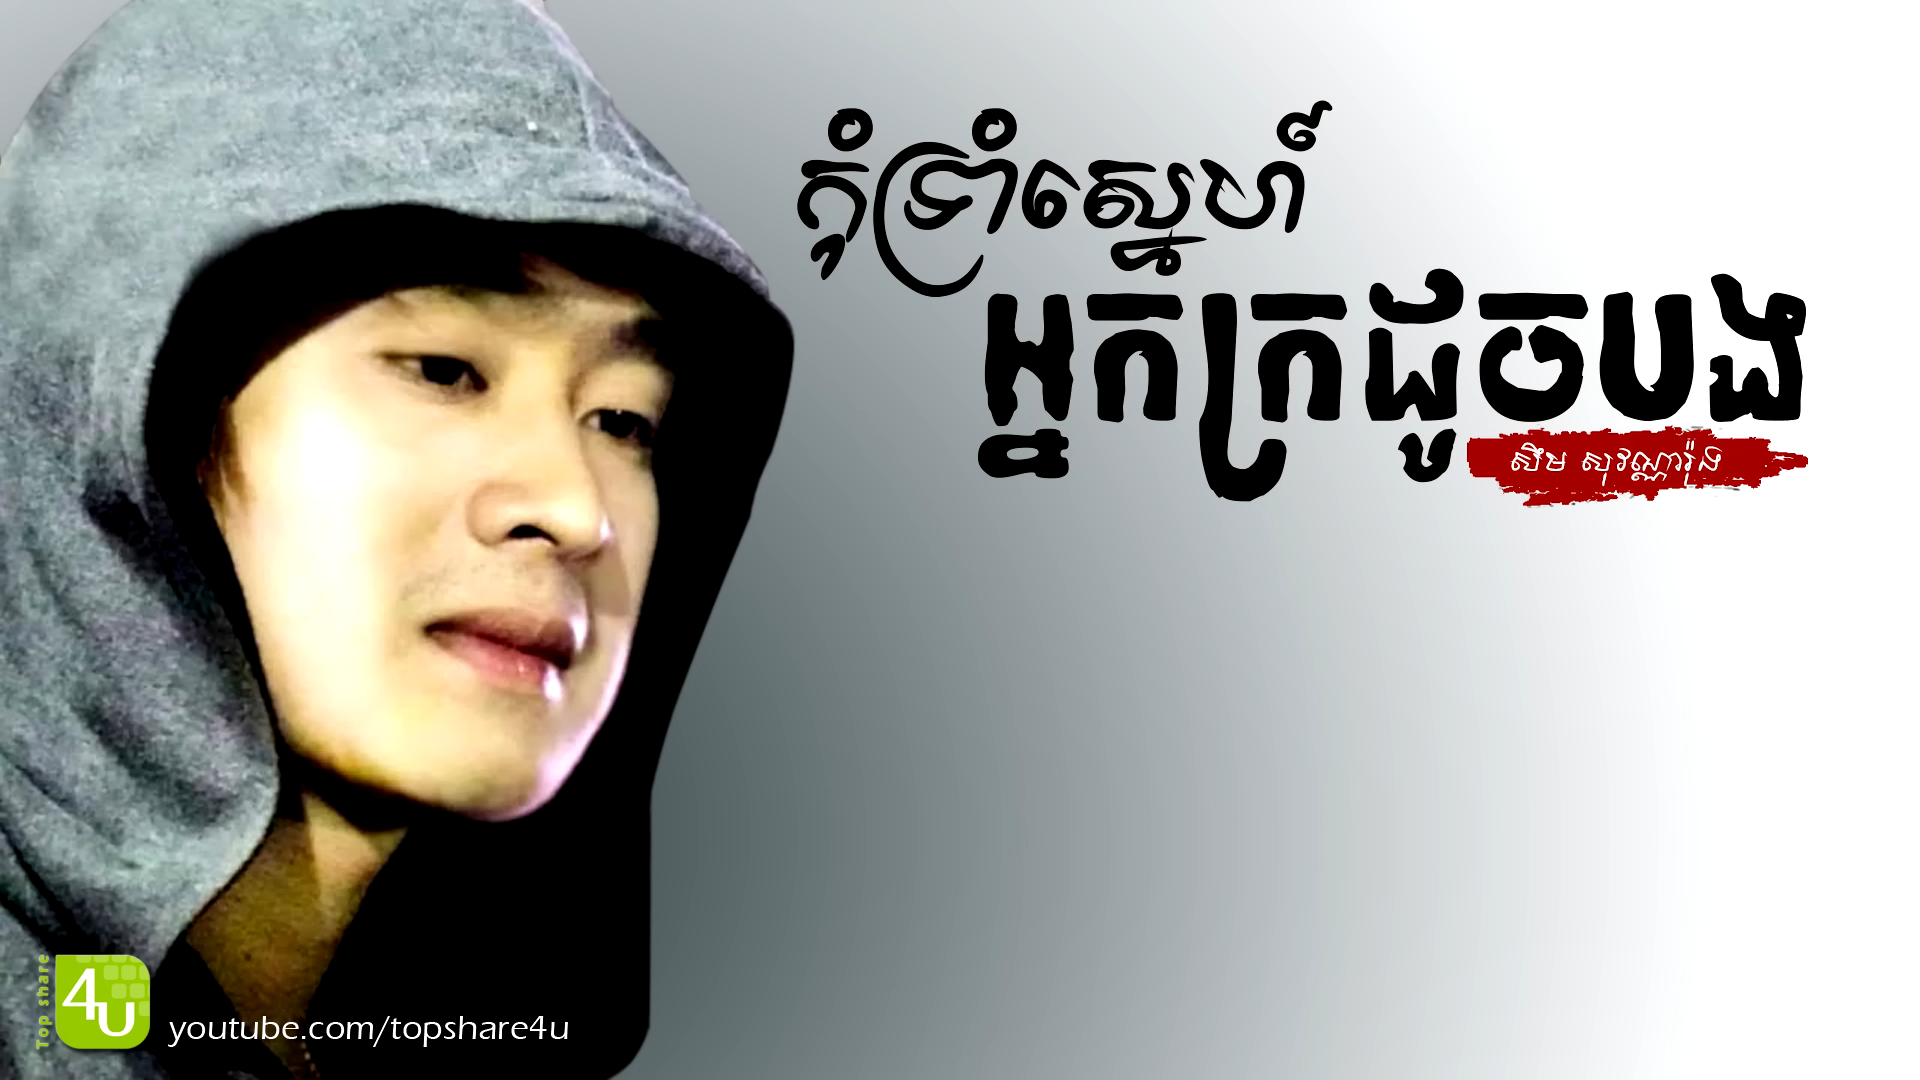 កុំទ្រាំស្នេហ៍
អ្នកក្រដូចបង
សឹម សុវណ្ណារ៉ុង
Top share
4U
youtube.com/topshare4u